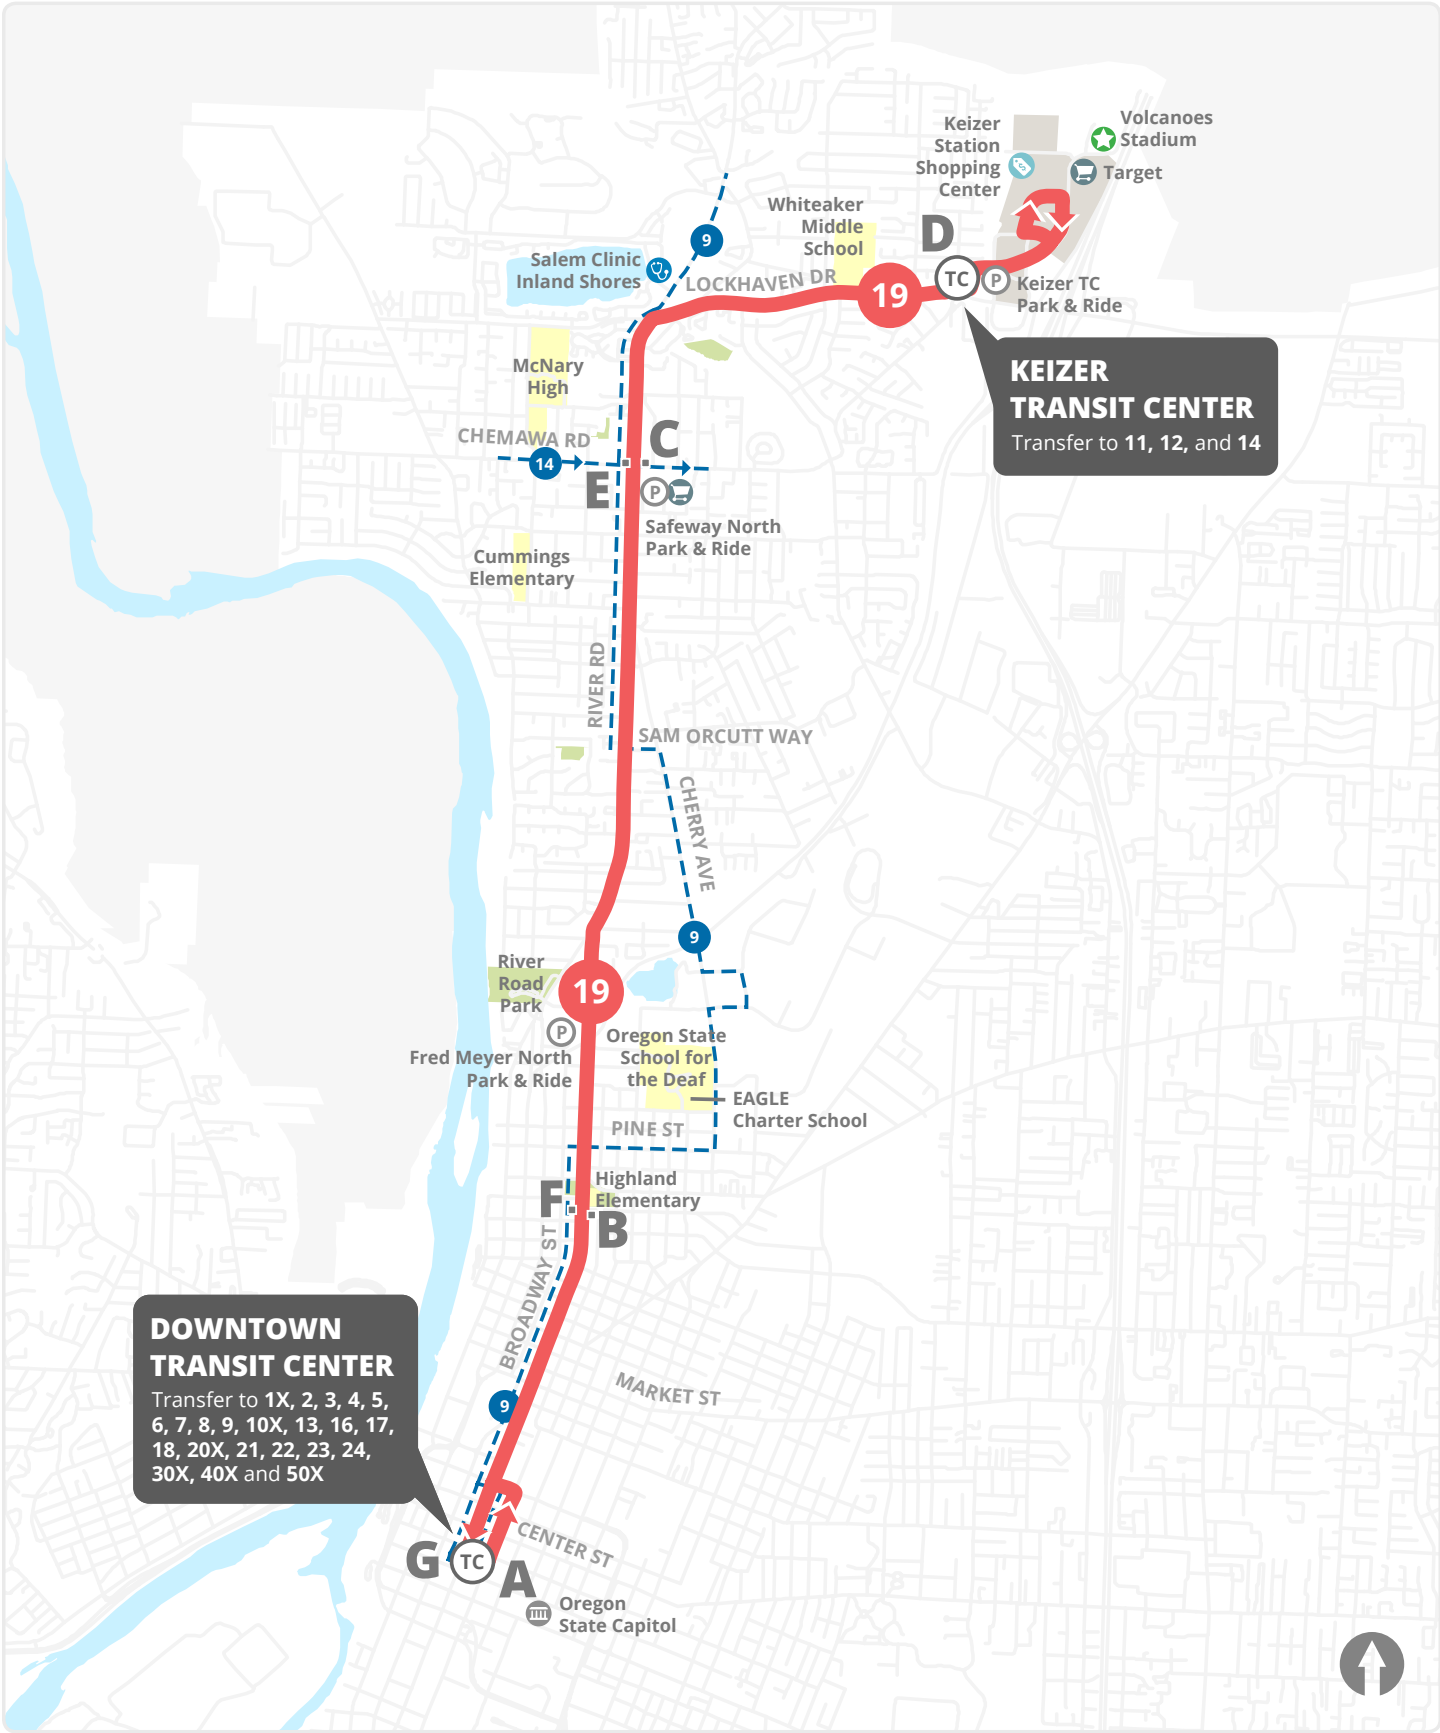 Volcanoes
Stadium
Keizer
Station
Shopping
Center
Target
Whiteaker
Middle
School
D
9
Salem Clinic
Inland Shores
LOCKHAVEN DR
19
TC
P
Keizer TC
Park & Ride
KEIZER
TRANSIT CENTER
Transfer to 11, 12, and 14
McNary
High
CHEMAWA RD
C
14
E
P
Safeway North
Park & Ride
Cummings
Elementary
RIVER RD
SAM ORCUTT WAY
CHERRY AVE
9
River
Road
Park
19
P
Fred Meyer North
Park & Ride
Oregon State
School for
the Deaf
EAGLE
Charter School
PINE ST
Highland
Elementary
F
B
BROADWAY ST
DOWNTOWN
TRANSIT CENTER
Transfer to 1X, 2, 3, 4, 5,
6, 7, 8, 9, 10X, 13, 16, 17,
18, 20X, 21, 22, 23, 24,
30X, 40X and 50X
MARKET ST
9
CENTER ST
G
TC
A
Oregon
State Capitol